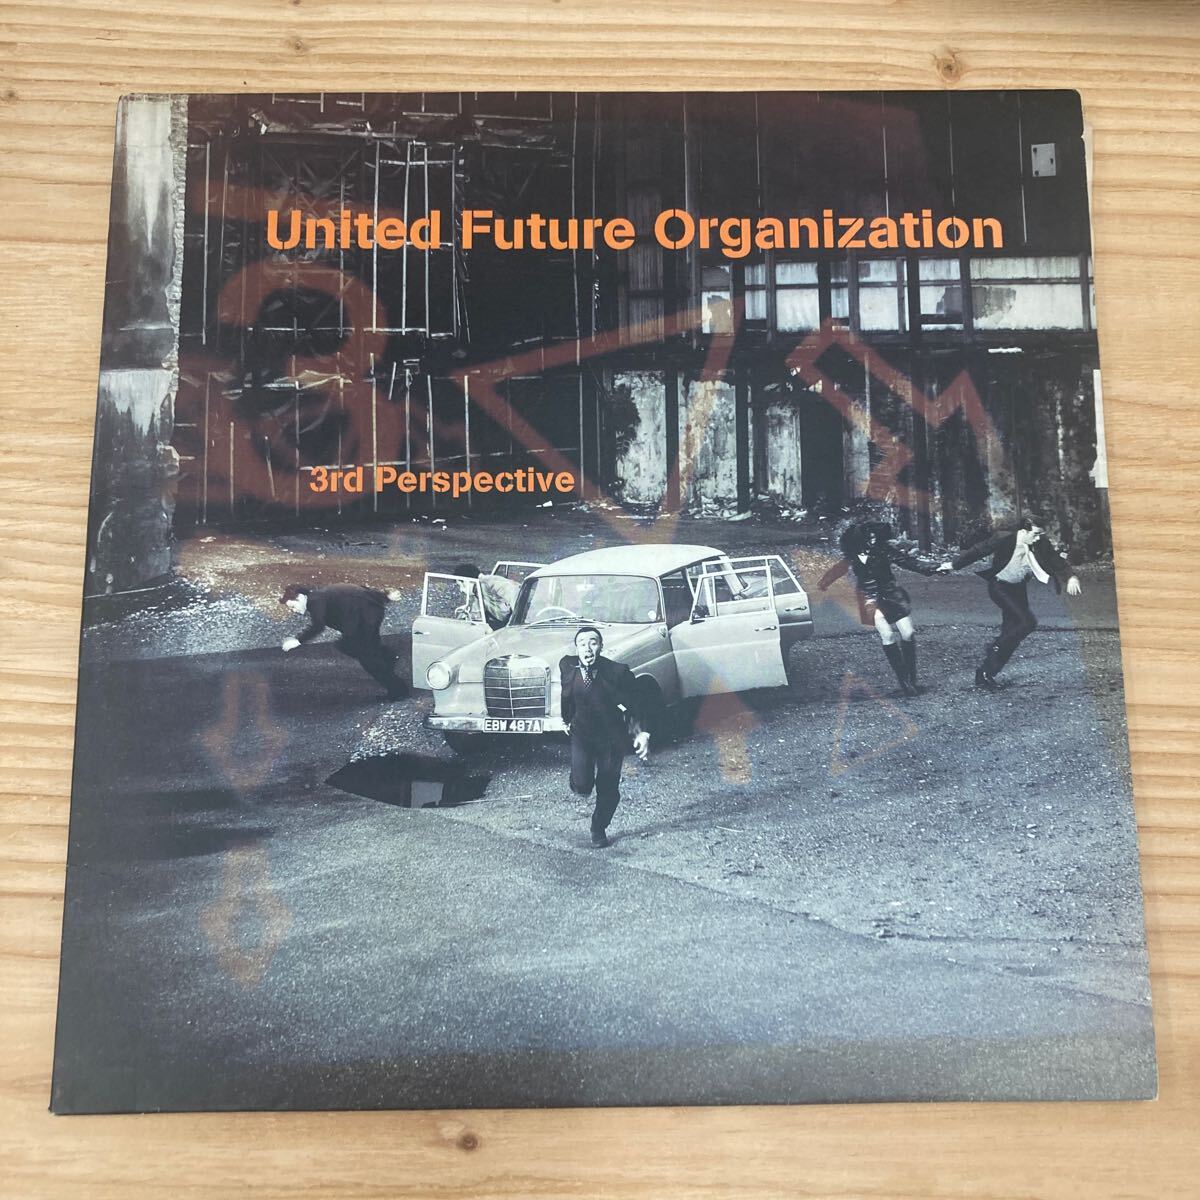 United Future Organization
3rd Perspective
EBW 487A